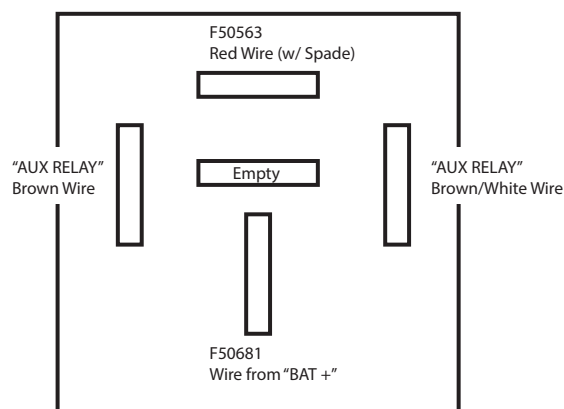 F50563
Red Wire (w/ Spade)
“AUX RELAY”
Brown Wire
Empty
“AUX RELAY”
Brown/White Wire
F50681
Wire from “BAT +”